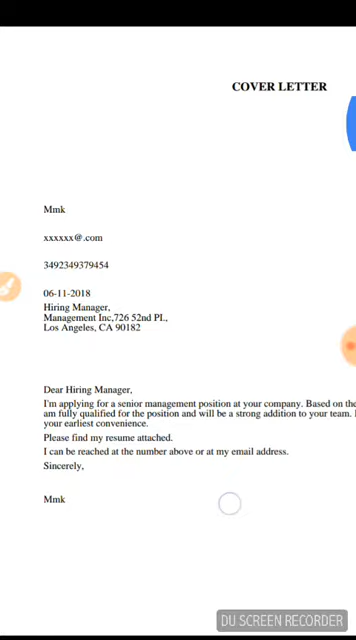 COVER LETTER
Mmk
xxxxxx@.com
3492349379454
06-11-2018
Hiring Manager,
Management Inc,726 52nd PI.,
Los Angeles, CA 90182
Dear Hiring Manager,
I'm applying for a senior management position at your company. Based on the
am fully qualified for the position and will be a strong addition to your team.
your earliest convenience.
Please find my resume attached.
I can be reached at the number above or at my email address.
Sincerely,
Mmk
DU SCREEN RECORDER